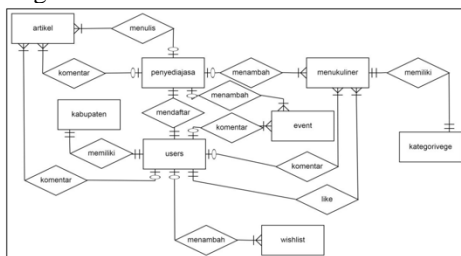 artikel
menulis
komentar
penyediajasa
menambah
menukuliner
memiliki
menambah
kabupaten
mendaftar
komentar
event
kategorivege
memiliki
users
komentar
komentar
like
menambah
wishlist